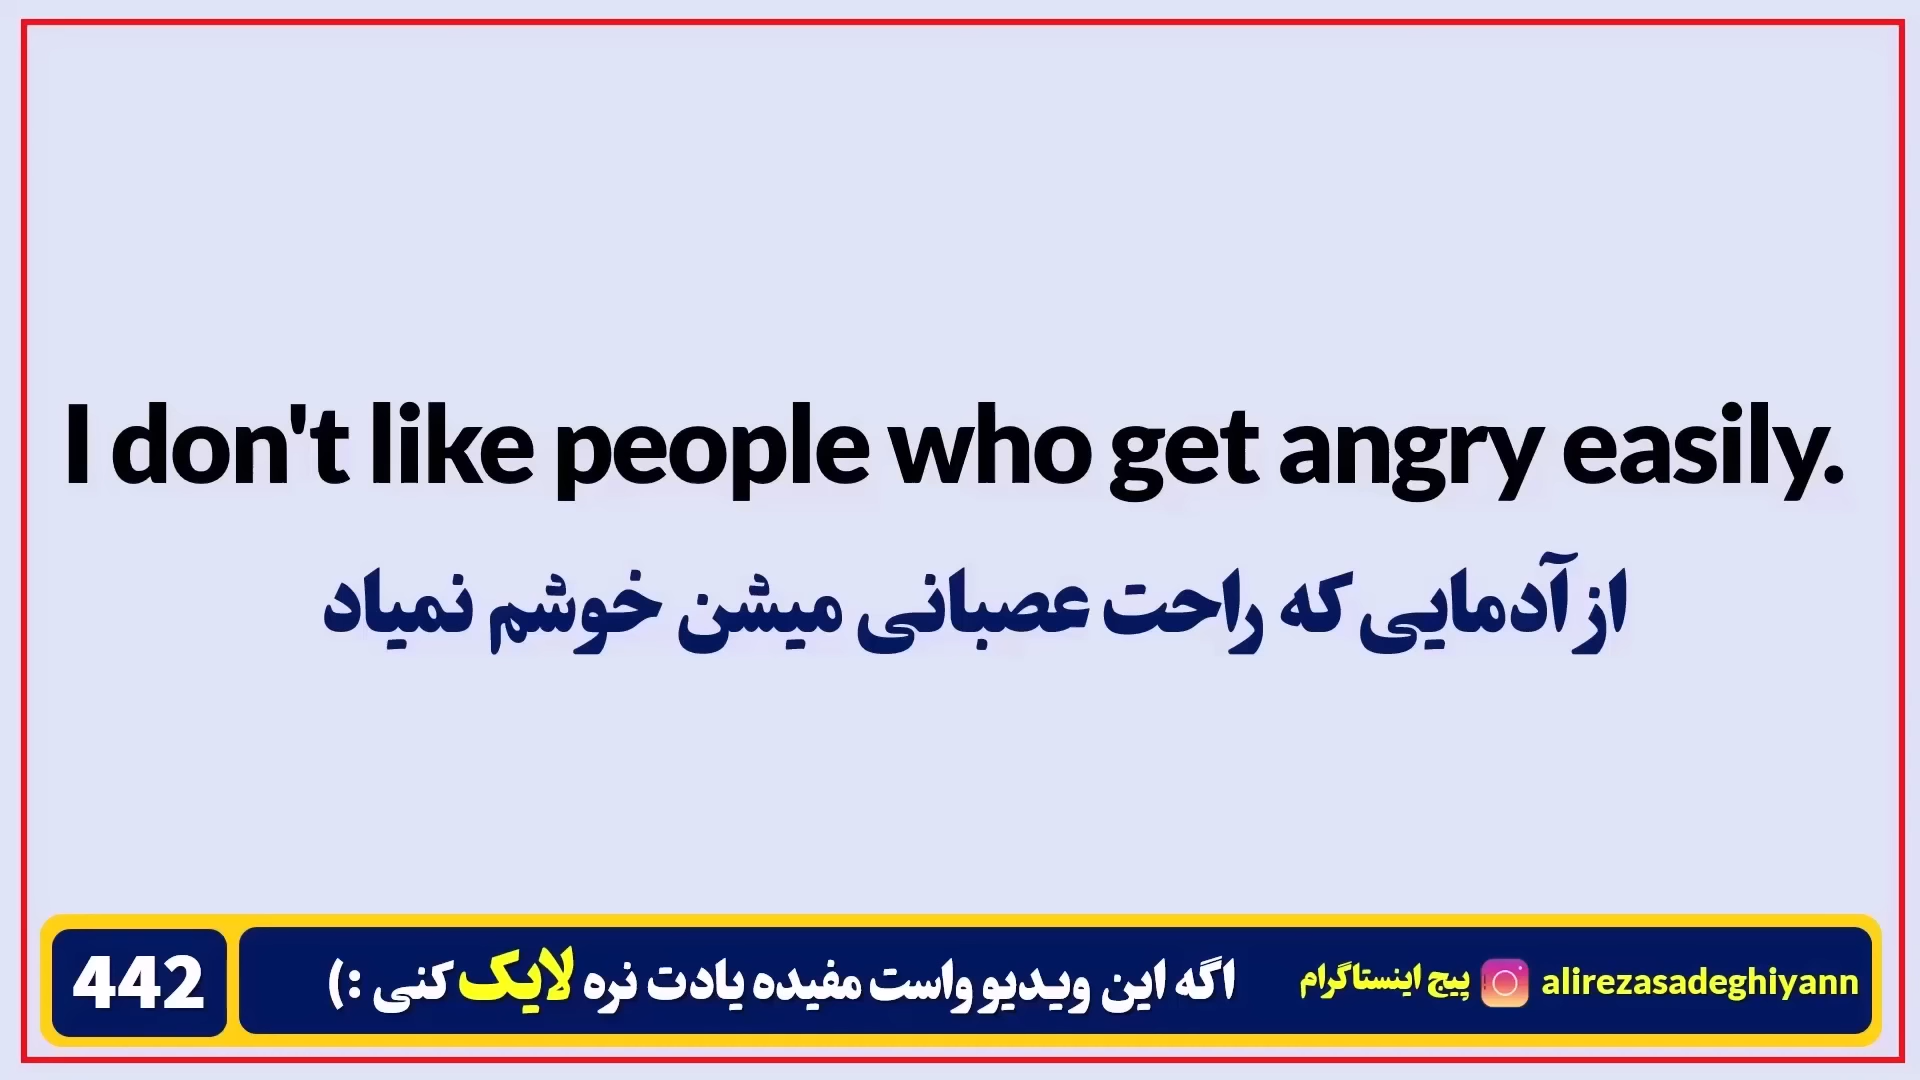 I don't like people who get angry easily.
از آدمایی که راحت عصبانی میشن خوشم نمیاد
442
اگه این ویدیو واست مفیده یادت نره لایک کنی :)
پیج اینستاگرام alirezasadeghiyann